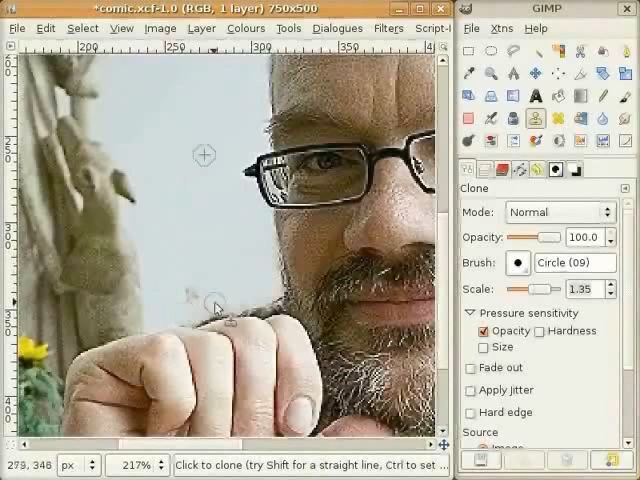 *comic.xcf-1.0 (RGB, 1 layer) 750x500
GIMP
File Edit Select View Image Layer Colours Tools Dialogues Filters Script-
File Xtns Help
200 250 300 350
Clone
Mode: Normal
Opacity: 100.0
Brush: Circle (09)
Scale: 1.35
Pressure sensitivity
Opacity Hardness
Size
Fade out
Apply Jitter
Hard edge
Source
Image
279, 348 px 217% Click to clone (try Shift for a straight line, Ctrl to set ...